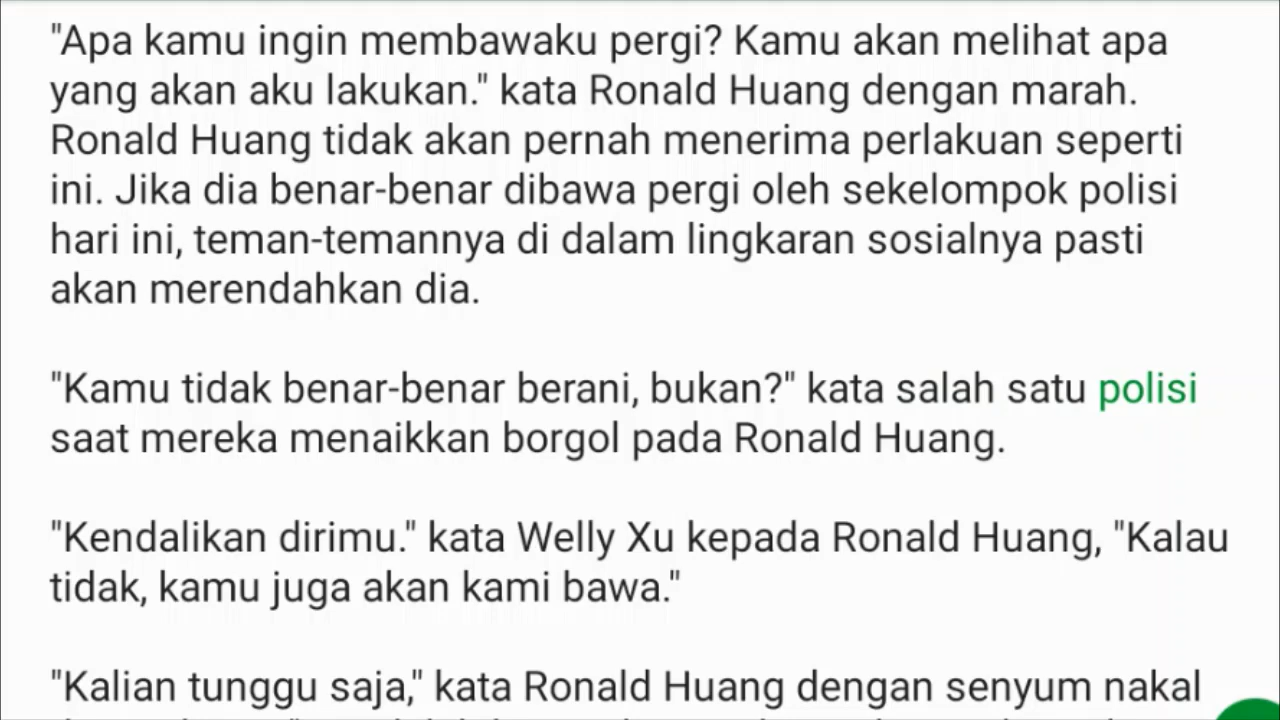 "Apa kamu ingin membawaku pergi? Kamu akan melihat apa
yang akan aku lakukan." kata Ronald Huang dengan marah.
Ronald Huang tidak akan pernah menerima perlakuan seperti
ini. Jika dia benar-benar dibawa pergi oleh sekelompok polisi
hari ini, teman-temannya di dalam lingkaran sosialnya pasti
akan merendahkan dia.
"Kamu tidak benar-benar berani, bukan?" kata salah satu polisi
saat mereka menaikkan borgol pada Ronald Huang.
"Kendalikan dirimu." kata Welly Xu kepada Ronald Huang, "Kalau
tidak, kamu juga akan kami bawa."
"Kalian tunggu saja," kata Ronald Huang dengan senyum nakal